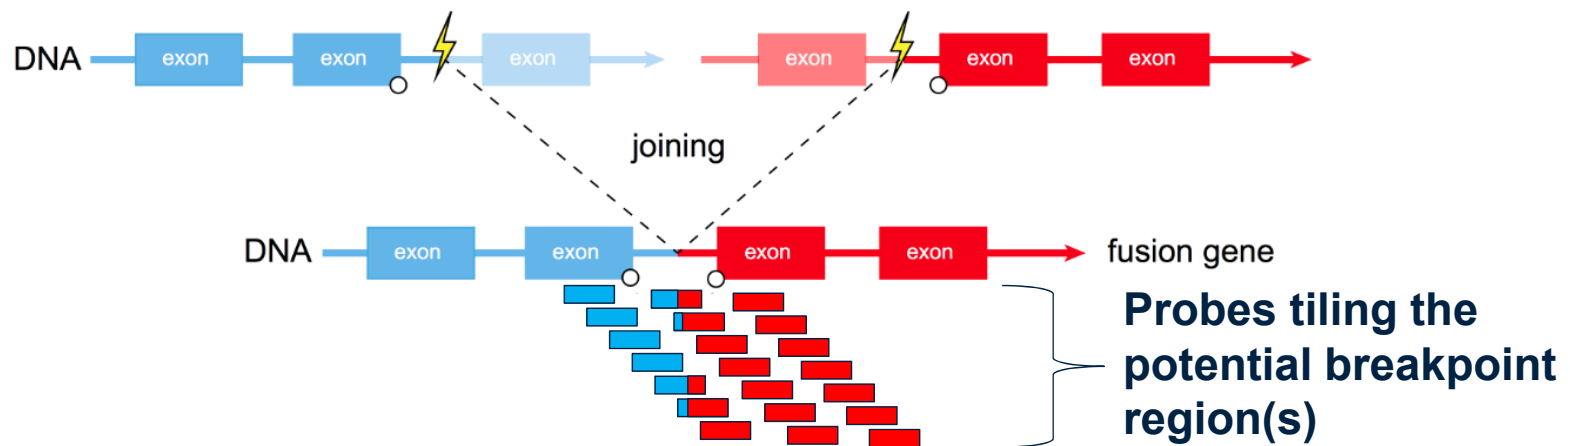 DNA exon exon exon exon exon exon
joining
DNA exon exon exon exon fusion gene
Probes tiling the
potential breakpoint
region(s)